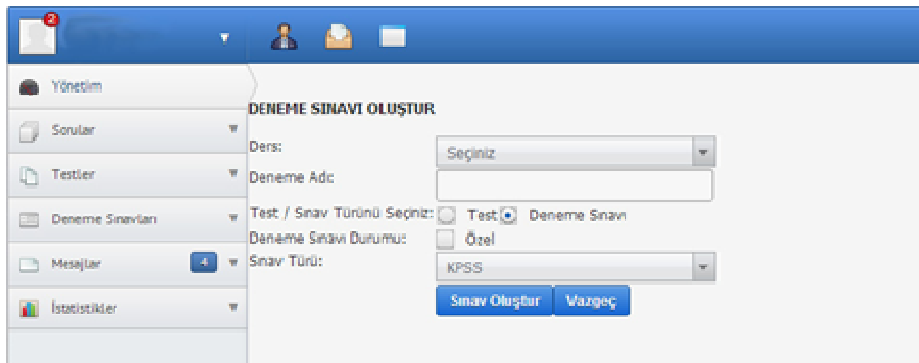 2
Yönetim
Sorular
Testler
Deneme Sınavları
Mesajlar 4
İstatistikler
DENEME SINAVI OLUŞTUR
Ders: Seçiniz
Deneme Adı:
Test / Sınav Türünü Seçiniz: Test Deneme Sınavı
Deneme Sınavı Durumu: Özel
Sınav Türü: KPSS
Sınav Oluştur Vazgeç